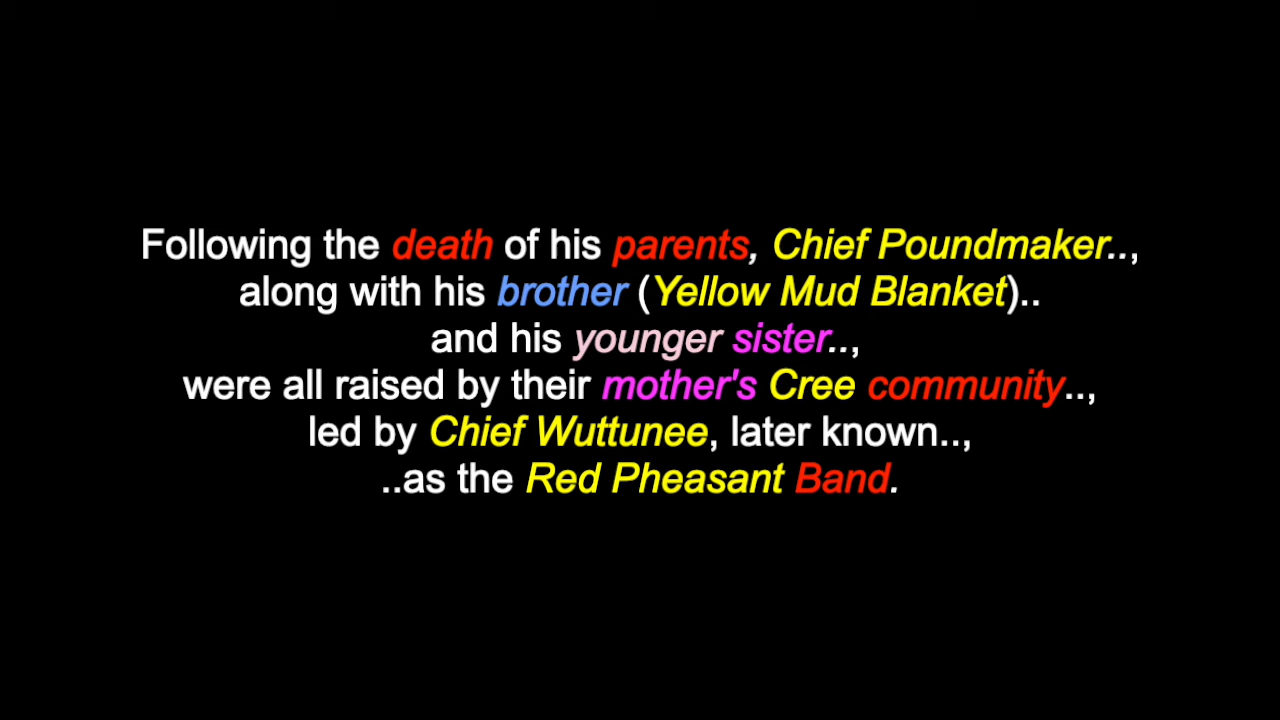 Following the death of his parents, Chief Poundmaker..,
along with his brother (Yellow Mud Blanket)..
and his younger sister..,
were all raised by their mother's Cree community..,
led by Chief Wuttunee, later known..,
..as the Red Pheasant Band.